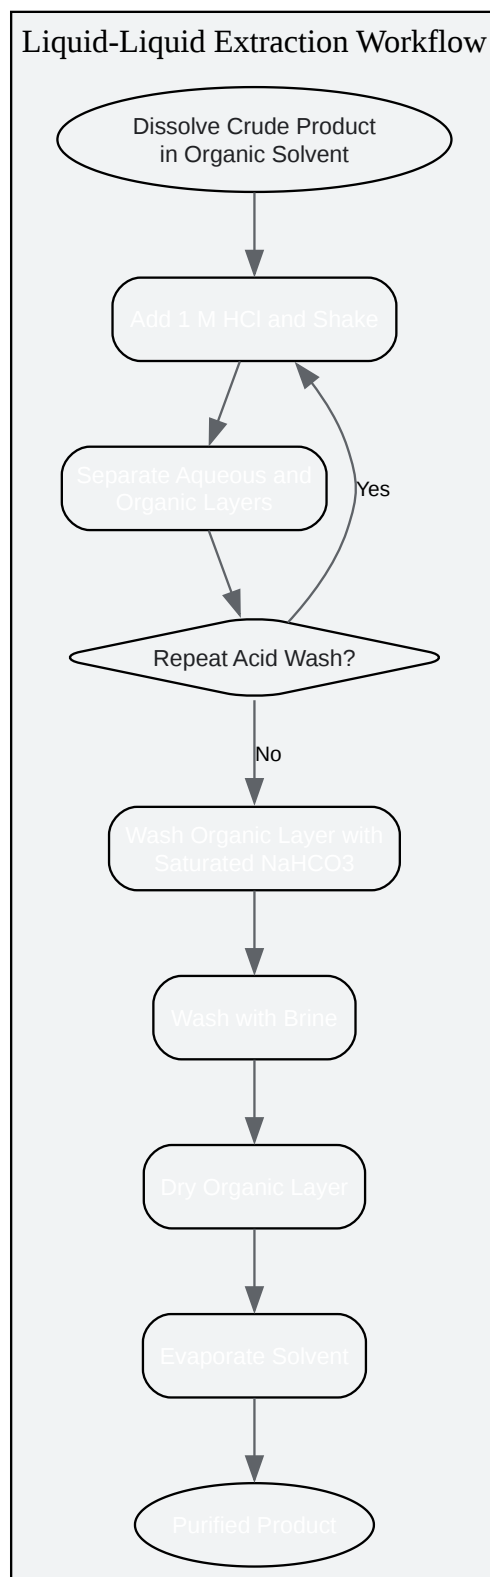 Liquid-Liquid Extraction Workflow
Dissolve Crude Product
in Organic Solvent
Add 1 M HCl and Shake
Separate Aqueous and
Organic Layers
Yes
Repeat Acid Wash?
No
Wash Organic Layer with
Saturated NaHCO3
Wash with Brine
Dry Organic Layer
Evaporate Solvent
Purified Product